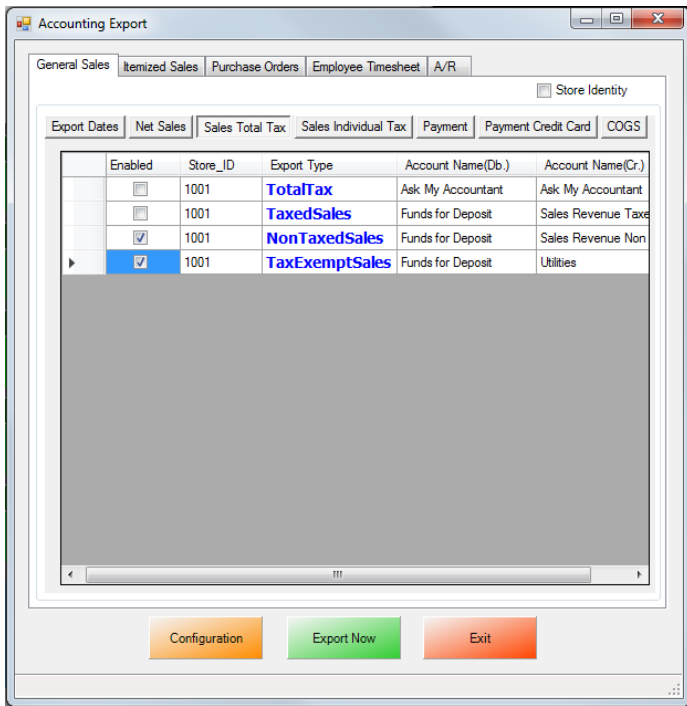 Accounting Export
General Sales Itemized Sales Purchase Orders Employee Timesheet A/R
Store Identity
Export Dates Net Sales Sales Total Tax Sales Individual Tax Payment Payment Credit Card COGS
Enabled Store_ID Export Type Account Name(Db.) Account Name(Cr.)
1001 TotalTax Ask My Accountant Ask My Accountant
1001 TaxedSales Funds for Deposit Sales Revenue Taxe
1001 NonTaxedSales Funds for Deposit Sales Revenue Non
1001 TaxExemptSales Funds for Deposit Utilities
Configuration Export Now Exit